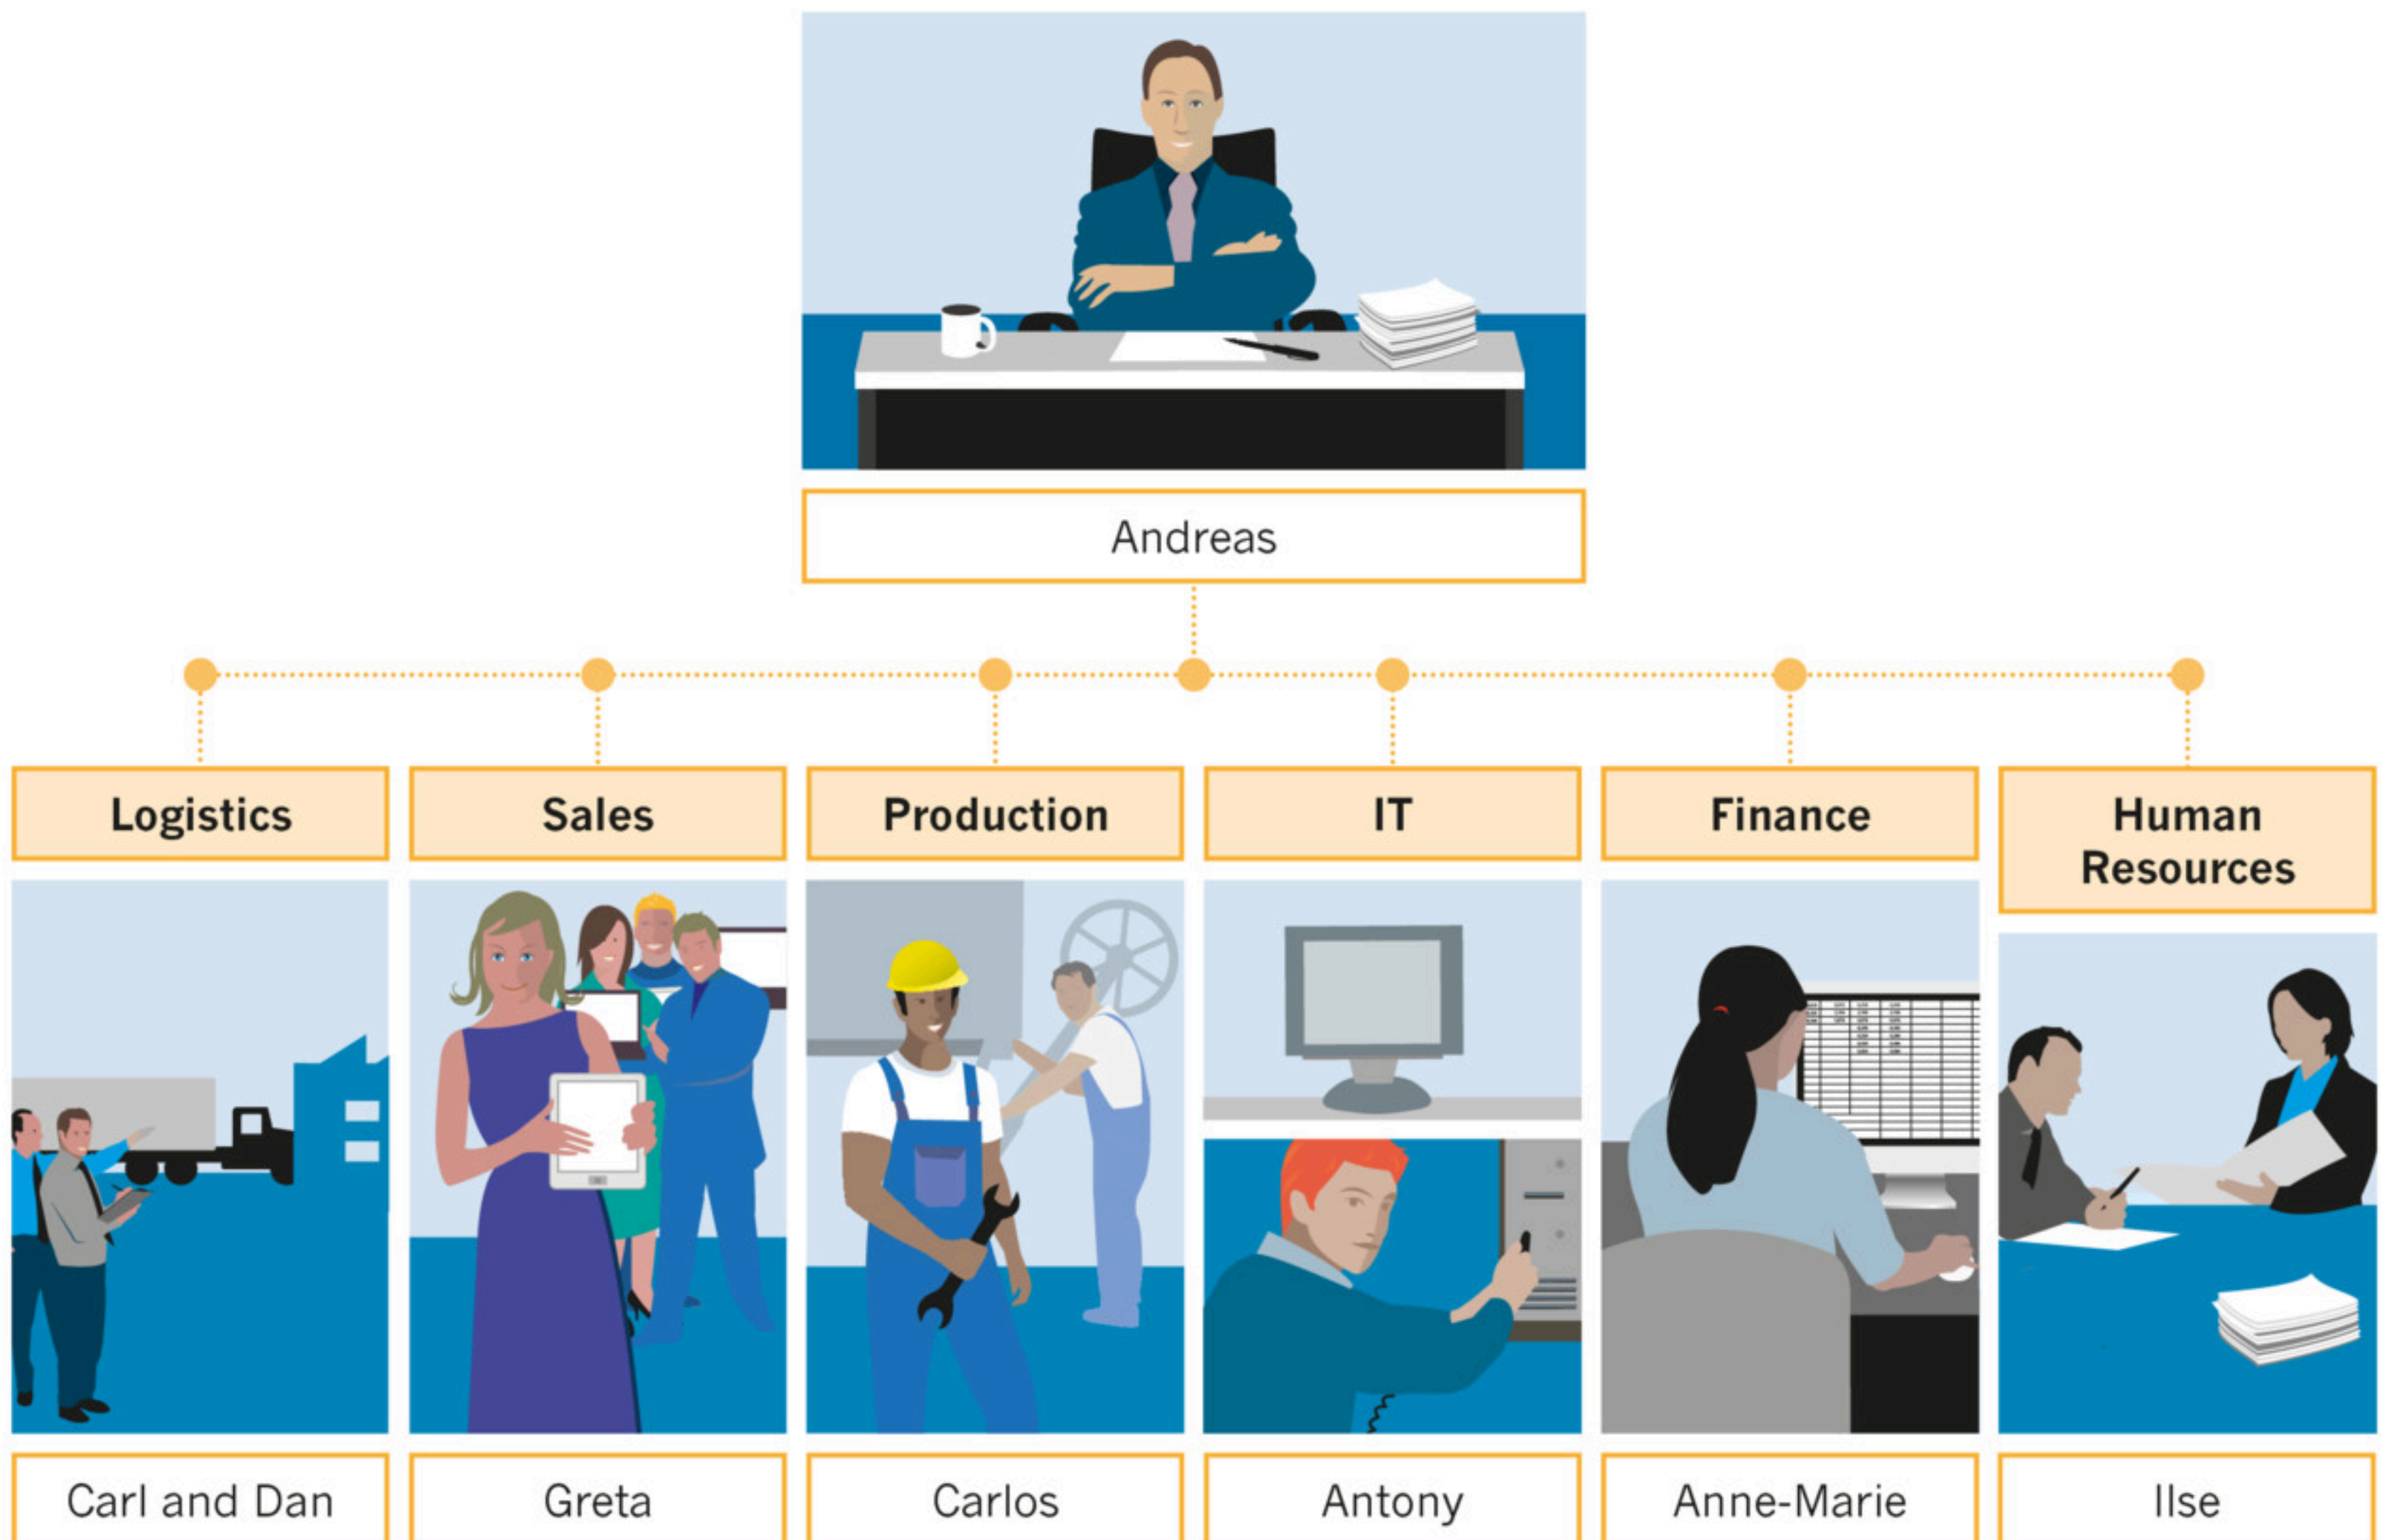 Andreas
Logistics
Sales
Production
IT
Finance
Human
Resources
Carl and Dan
Greta
Carlos
Antony
Anne-Marie
Ilse